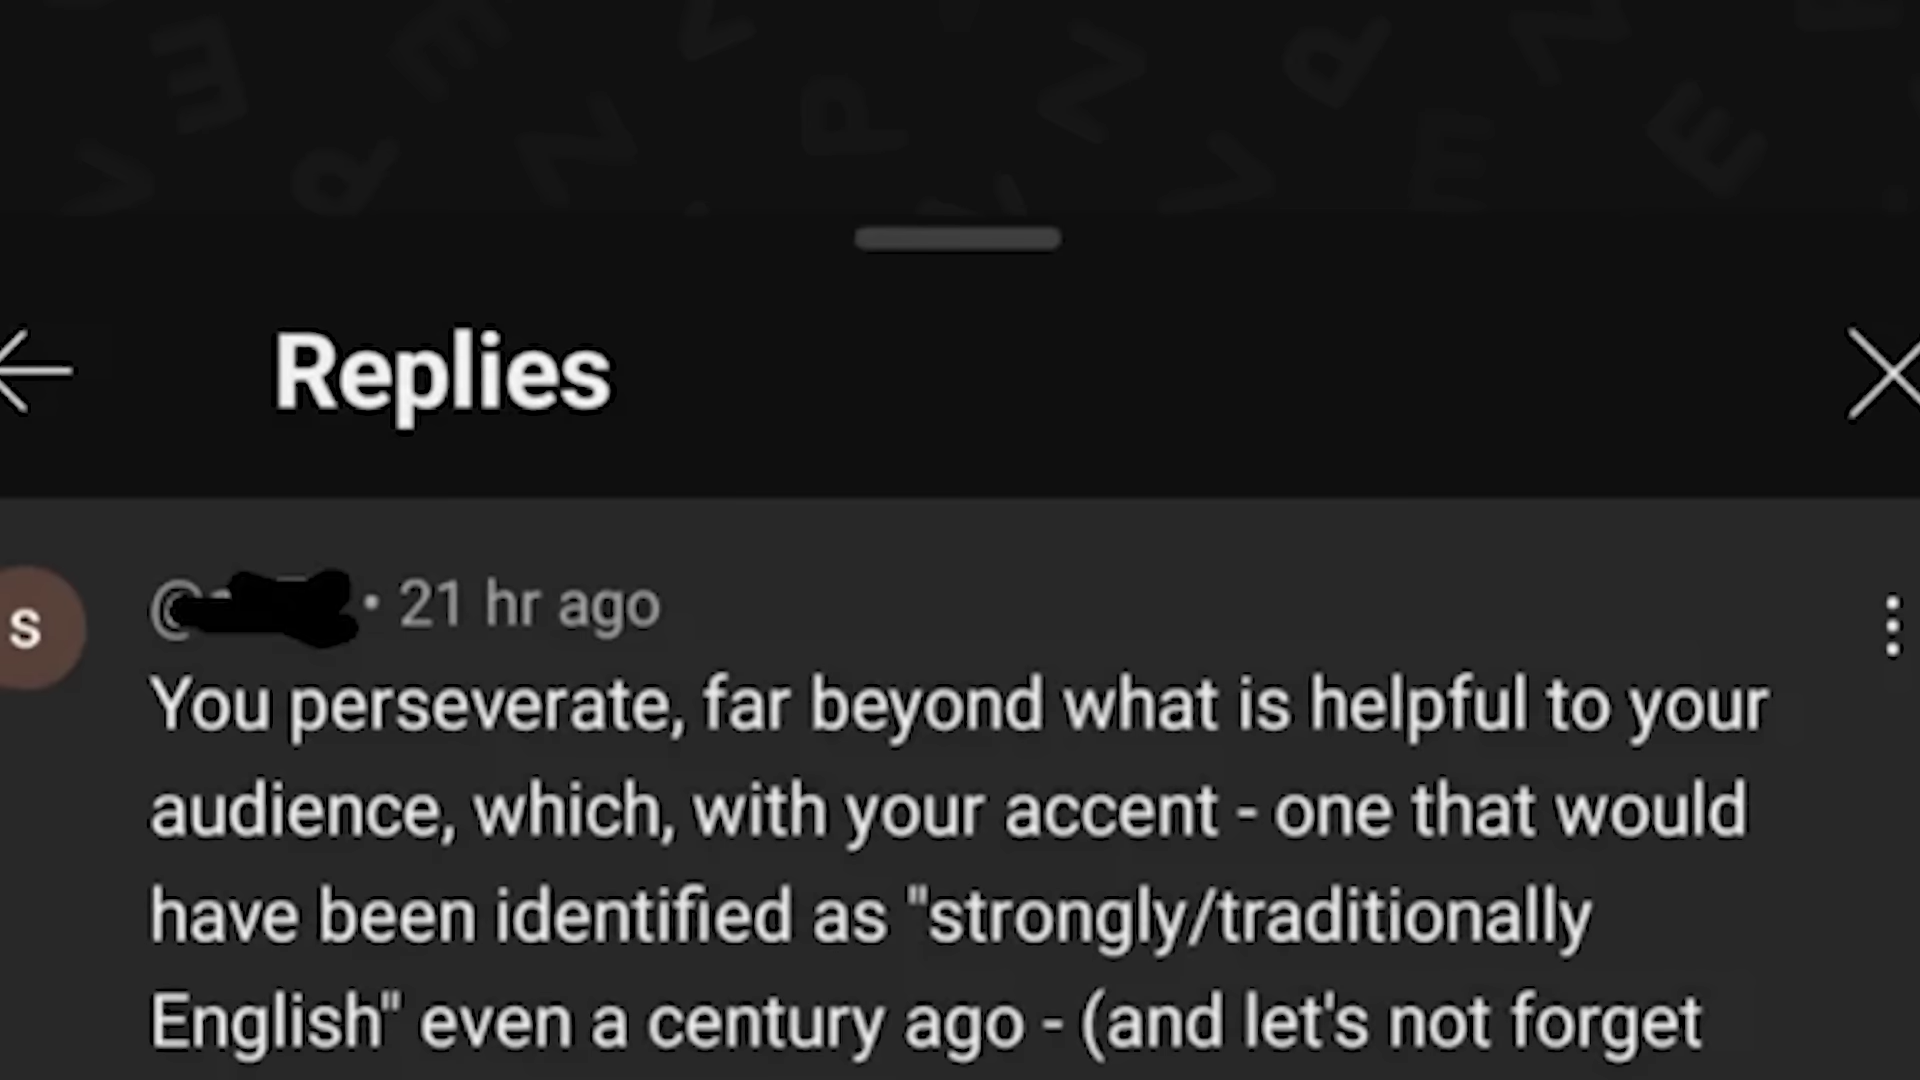 Replies
S
@ • 21 hr ago
You perseverate, far beyond what is helpful to your
audience, which, with your accent - one that would
have been identified as "strongly/traditionally
English" even a century ago - (and let's not forget